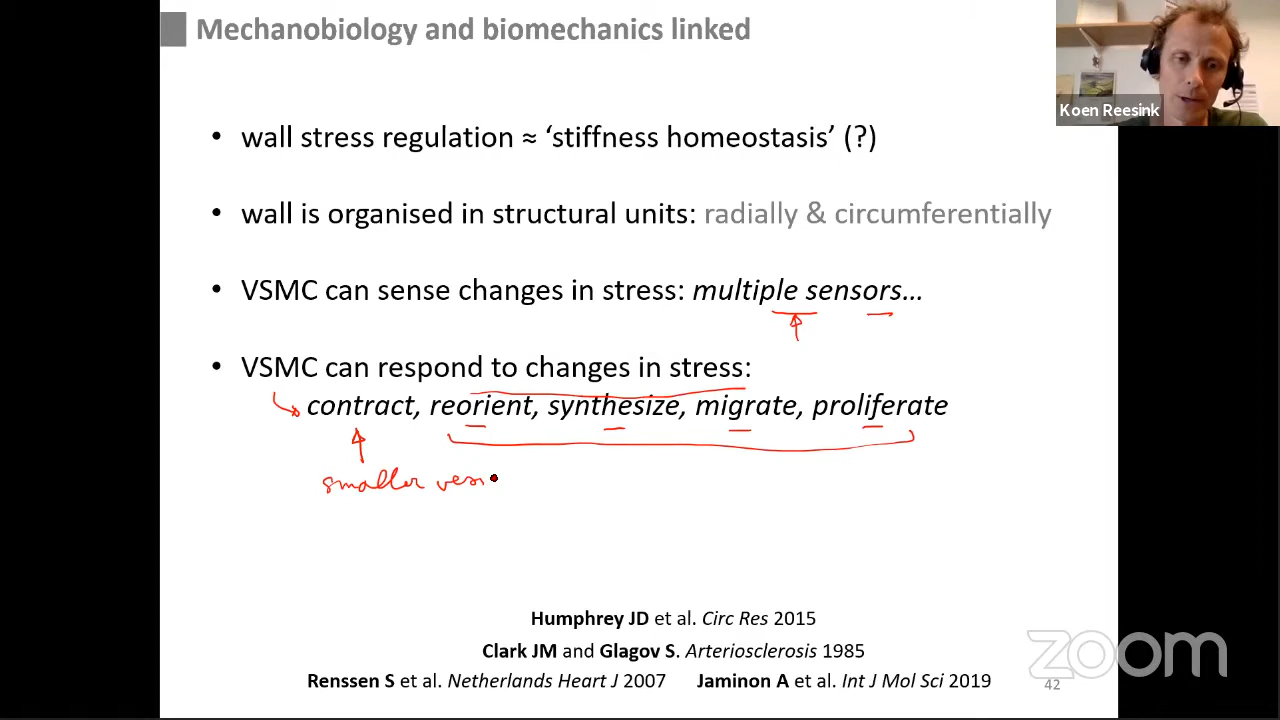 Mechanobiology and biomechanics linked
Koen Reesink
• wall stress regulation ≈ ‘stiffness homeostasis’ (?)
• wall is organised in structural units: radially & circumferentially
• VSMC can sense changes in stress: multiple sensors...
• VSMC can respond to changes in stress:
contract, reorient, synthesize, migrate, proliferate
smaller vess
Humphrey JD et al. Circ Res 2015
Clark JM and Glagov S. Arteriosclerosis 1985
Renssen S et al. Netherlands Heart J 2007 Jaminon A et al. Int J Mol Sci 2019
zoom
42